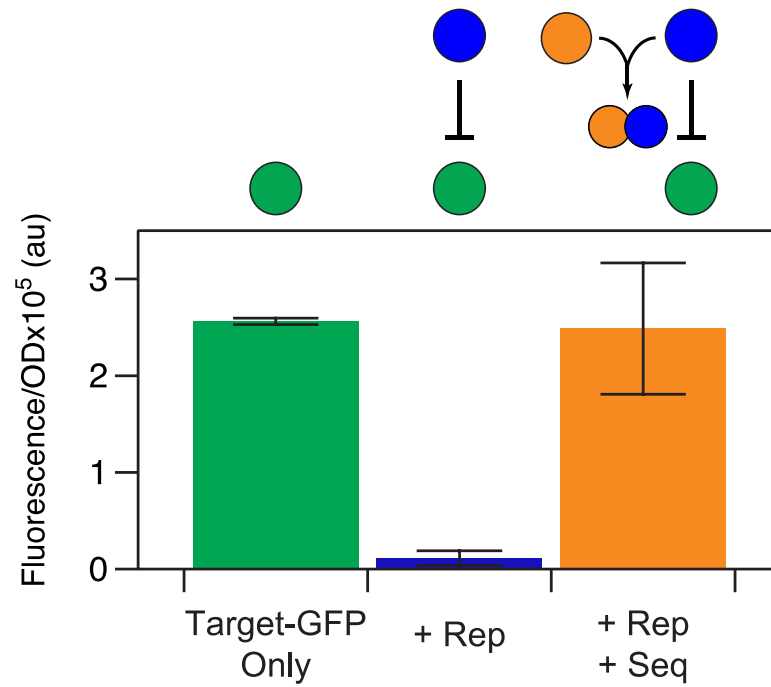 Fluorescence/ODx10⁵ (au)
3
2
1
0
Target-GFP
Only
+ Rep
+ Rep
+ Seq